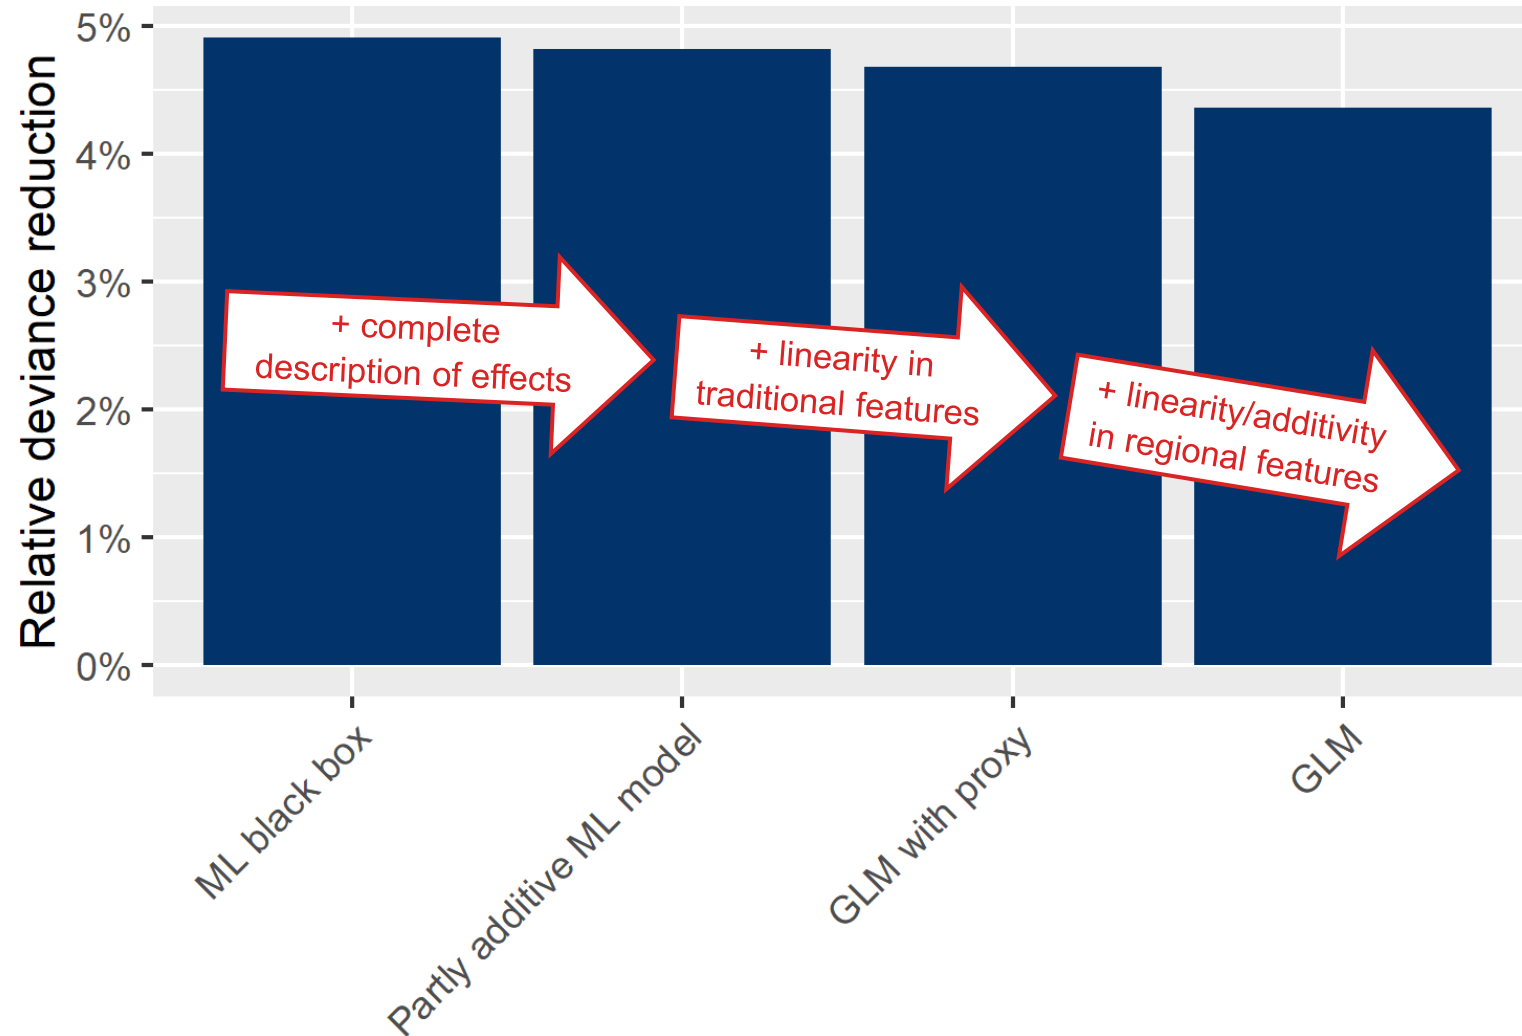 Relative deviance reduction
5%
4%
3%
2%
1%
0%
+ complete
description of effects
+ linearity in
traditional features
+ linearity/additivity
in regional features
ML black box
Partly additive ML model
GLM with proxy
GLM